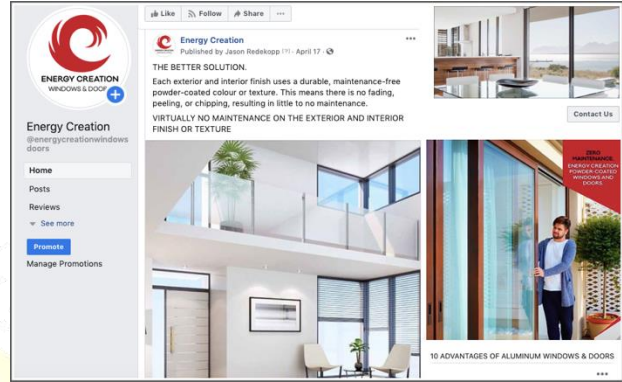 Like Follow Share ...
ENERGY CREATION
WINDOWS & DOOR
Energy Creation
@energycreationwindows
doors
Home
Posts
Reviews
See more
Promote
Manage Promotions
Energy Creation
Published by Jason Redekopp [?] · April 17 ·
THE BETTER SOLUTION.
Each exterior and interior finish uses a durable, maintenance-free
powder-coated colour or texture. This means there is no fading,
peeling, or chipping, resulting in little to no maintenance.
VIRTUALLY NO MAINTENANCE ON THE EXTERIOR AND INTERIOR
FINISH OR TEXTURE
Contact Us
ZERO
MAINTENANCE.
ENERGY CREATION
POWDER-COATED
WINDOWS AND
DOORS.
10 ADVANTAGES OF ALUMINUM WINDOWS & DOORS